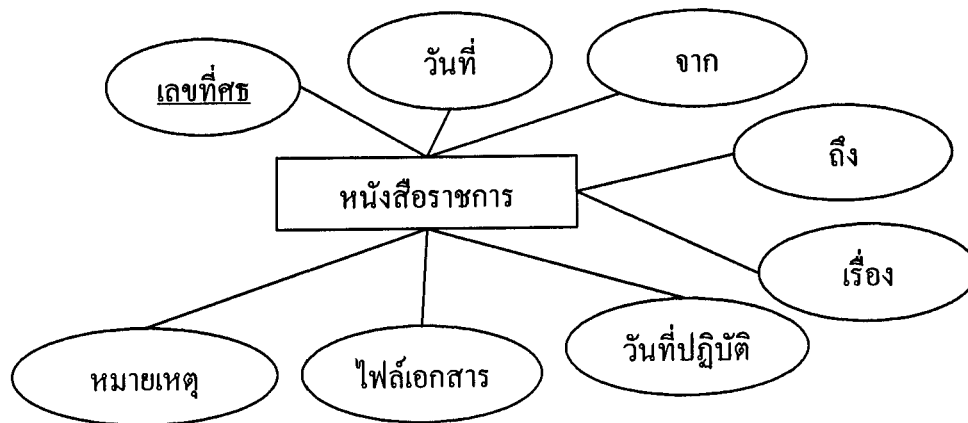 เลขที่ศธ
วันที่
จาก
ถึง
หนังสือราชการ
เรื่อง
วันที่ปฏิบัติ
ไฟล์เอกสาร
หมายเหตุ